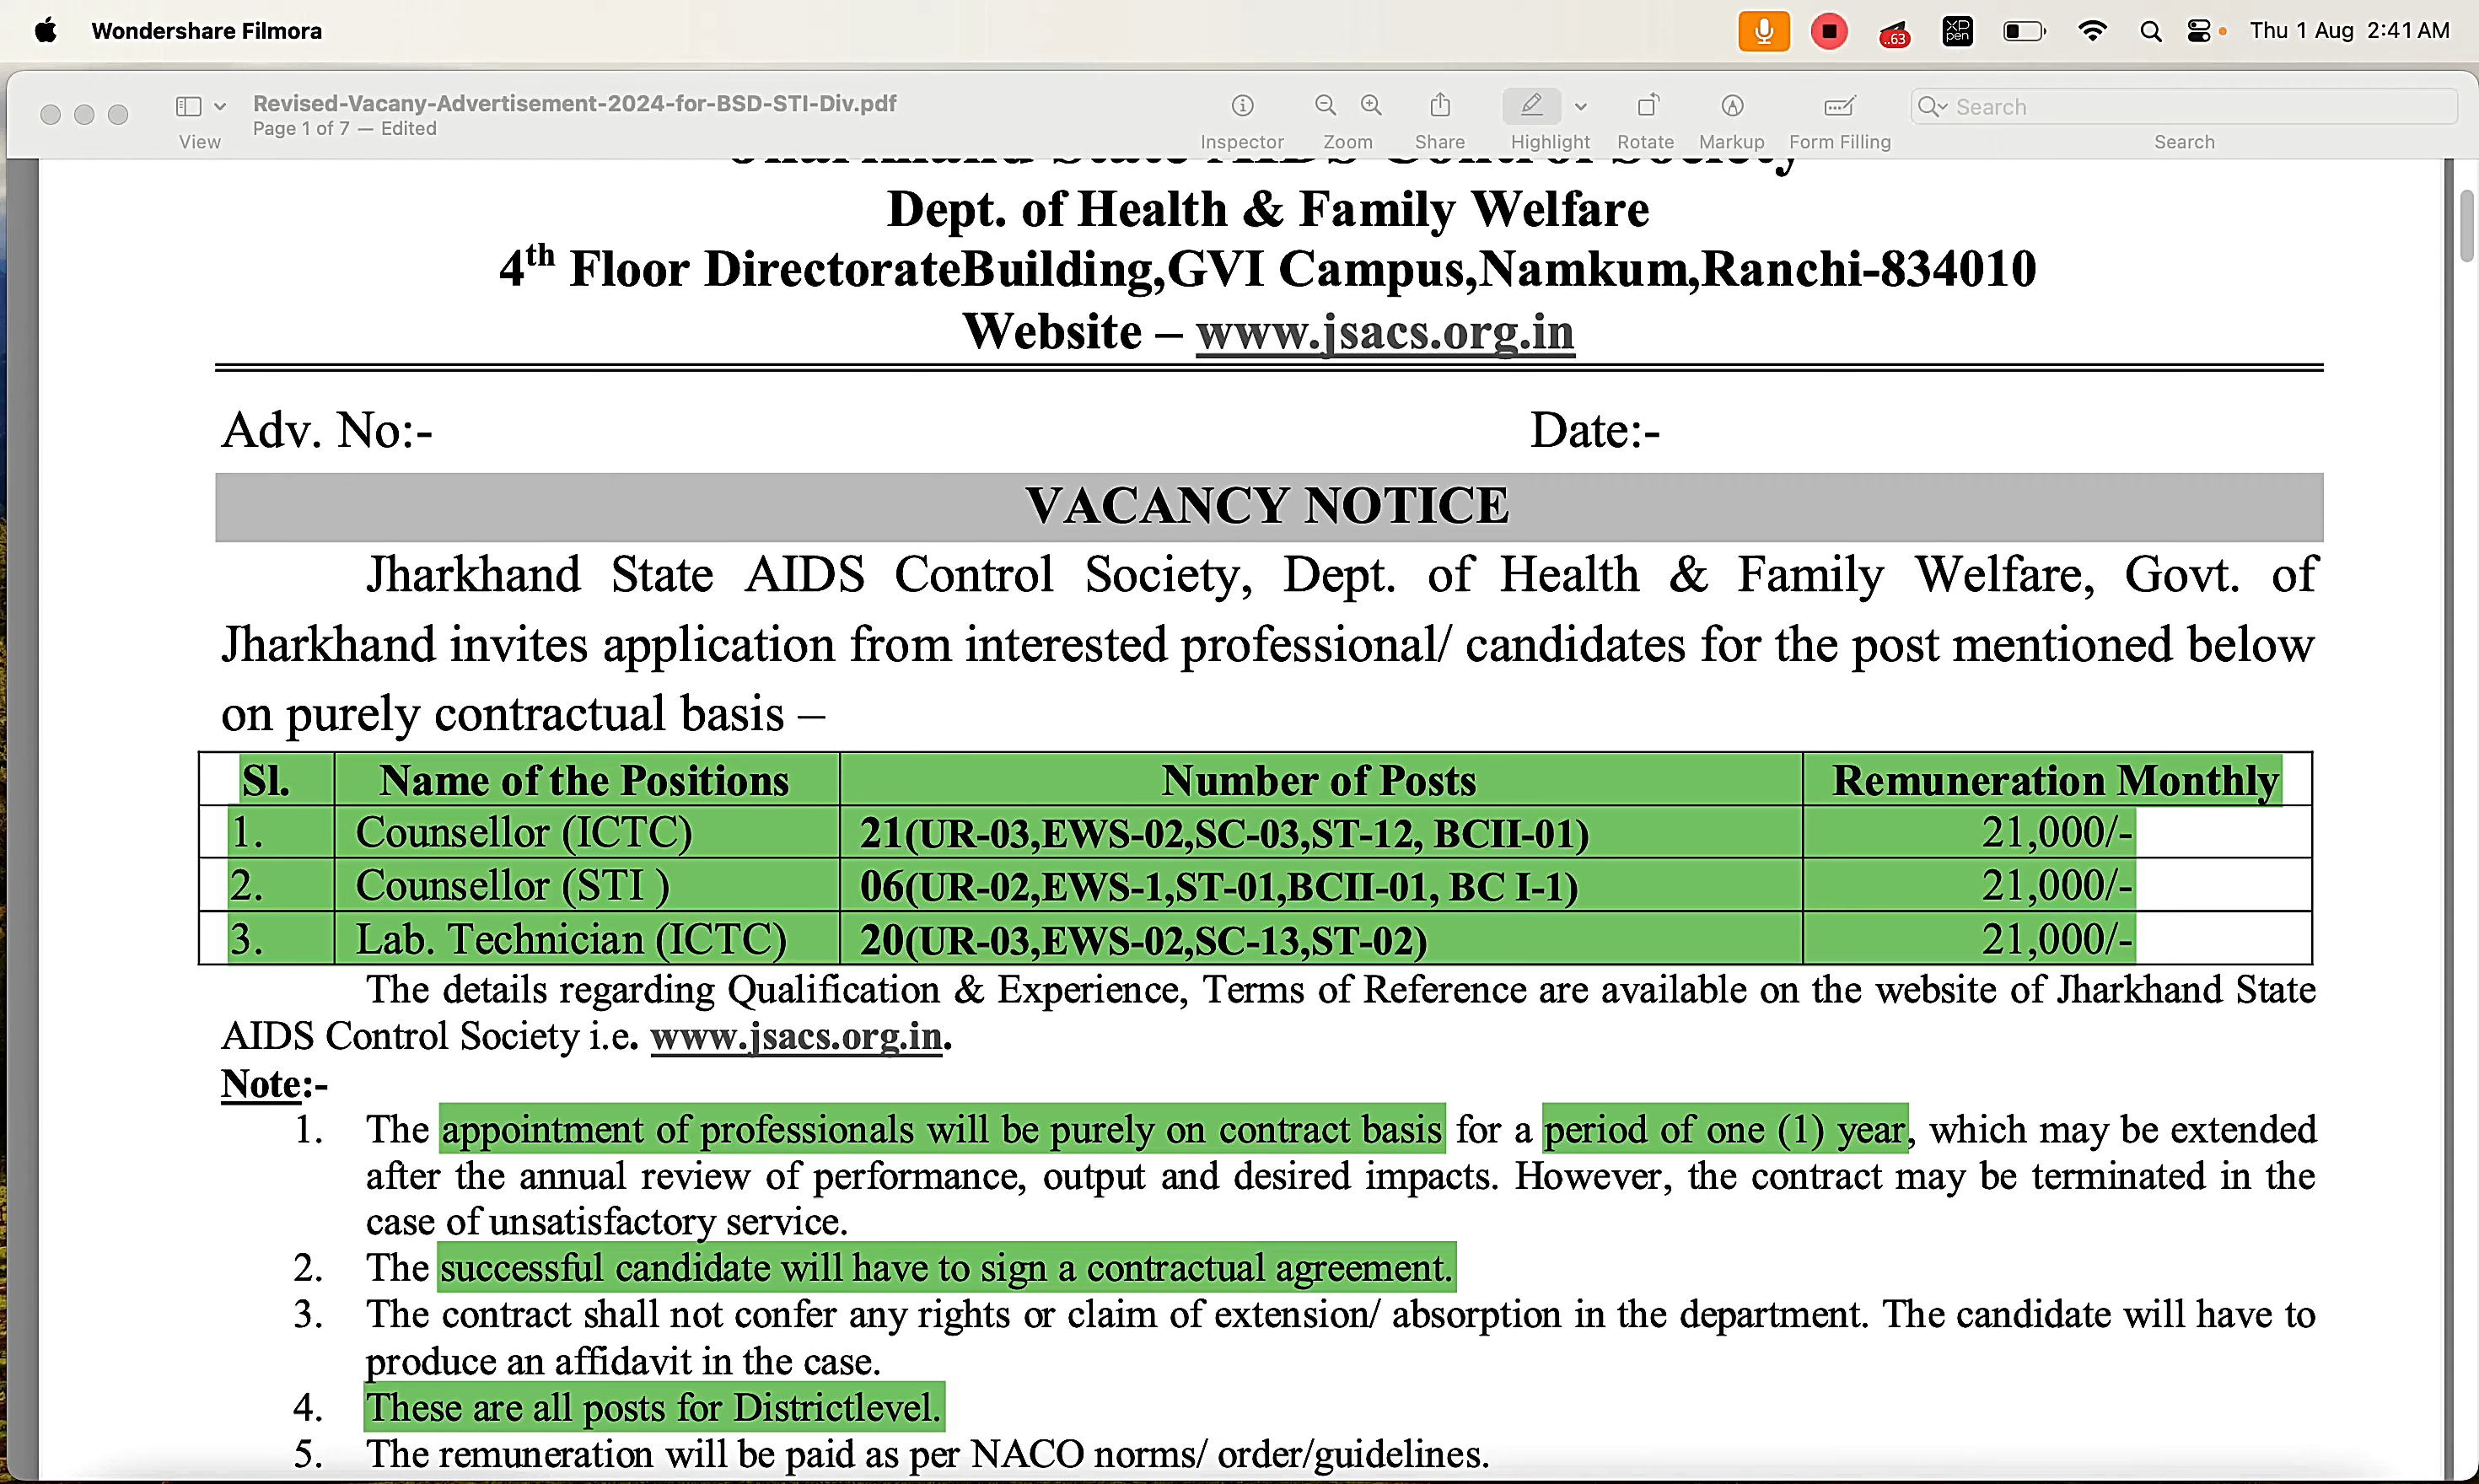 Wondershare Filmora
..63
XP
pen
Thu 1 Aug 2:41 AM
Revised-Vacany-Advertisement-2024-for-BSD-STI-Div.pdf
Page 1 of 7 — Edited
View
Inspector
Zoom
Share
Highlight
Rotate
Markup
Form Filling
Search
Search
Jharkhand State AIDS Control Society
Dept. of Health & Family Welfare
4th Floor DirectorateBuilding,GVI Campus,Namkum,Ranchi-834010
Website – www.jsacs.org.in
Adv. No:- Date:-
VACANCY NOTICE
Jharkhand State AIDS Control Society, Dept. of Health & Family Welfare, Govt. of
Jharkhand invites application from interested professional/ candidates for the post mentioned below
on purely contractual basis –
Sl. Name of the Positions Number of Posts Remuneration Monthly
1. Counsellor (ICTC) 21(UR-03,EWS-02,SC-03,ST-12, BCII-01) 21,000/-
2. Counsellor (STI ) 06(UR-02,EWS-1,ST-01,BCII-01, BC I-1) 21,000/-
3. Lab. Technician (ICTC) 20(UR-03,EWS-02,SC-13,ST-02) 21,000/-
The details regarding Qualification & Experience, Terms of Reference are available on the website of Jharkhand State
AIDS Control Society i.e. www.jsacs.org.in.
Note:-
1. The appointment of professionals will be purely on contract basis for a period of one (1) year, which may be extended
after the annual review of performance, output and desired impacts. However, the contract may be terminated in the
case of unsatisfactory service.
2. The successful candidate will have to sign a contractual agreement.
3. The contract shall not confer any rights or claim of extension/ absorption in the department. The candidate will have to
produce an affidavit in the case.
4. These are all posts for Districtlevel.
5. The remuneration will be paid as per NACO norms/ order/guidelines.